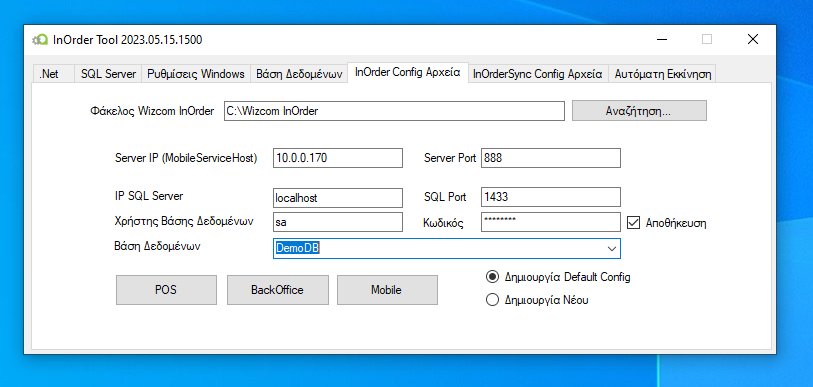 InOrder Tool 2023.05.15.1500
.Net SQL Server Ρυθμίσεις Windows Βάση Δεδομένων InOrder Config Αρχεία InOrderSync Config Αρχεία Αυτόματη Εκκίνηση
Φάκελος Wizcom InOrder C:\Wizcom InOrder Αναζήτηση...
Server IP (MobileServiceHost) 10.0.0.170 Server Port 888
IP SQL Server localhost SQL Port 1433
Χρήστης Βάσης Δεδομένων sa Κωδικός ******** Αποθήκευση
Βάση Δεδομένων DemoDB
POS BackOffice Mobile Δημιουργία Default Config
Δημιουργία Νέου